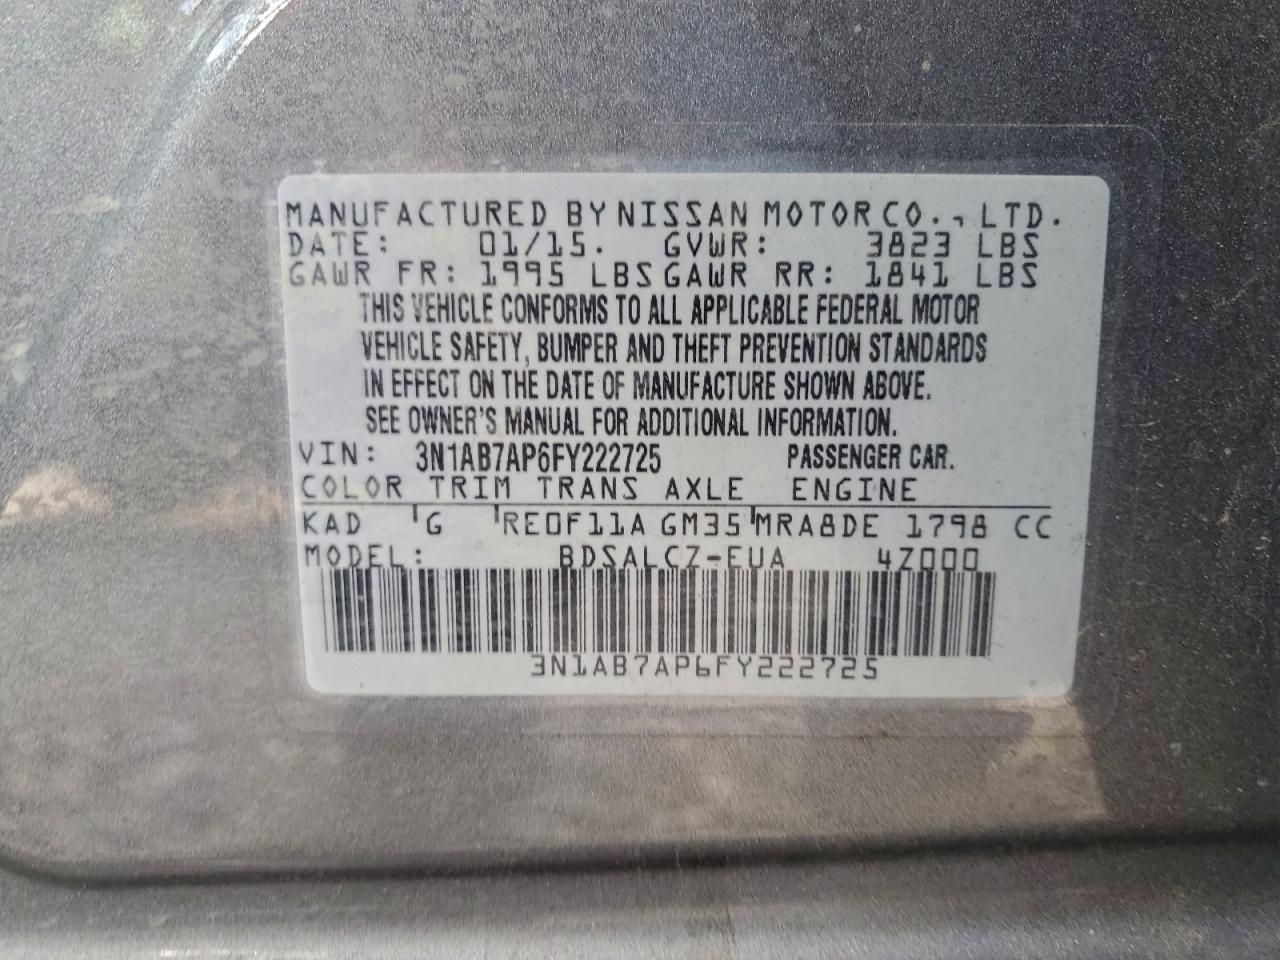 MANUFACTURED BY NISSAN MOTOR CO., LTD.
DATE: 01/15. GVWR: 3823 LBS
GAWR FR: 1995 LBS GAWR RR: 1841 LBS
THIS VEHICLE CONFORMS TO ALL APPLICABLE FEDERAL MOTOR
VEHICLE SAFETY, BUMPER AND THEFT PREVENTION STANDARDS
IN EFFECT ON THE DATE OF MANUFACTURE SHOWN ABOVE.
SEE OWNER'S MANUAL FOR ADDITIONAL INFORMATION.
VIN: 3N1AB7AP6FY222725 PASSENGER CAR.
COLOR TRIM TRANS AXLE ENGINE
KAD G RE0F11A GM35 MRA8DE 1798 CC
MODEL: BDSALCZ-EUA 4Z000
3N1AB7AP6FY222725